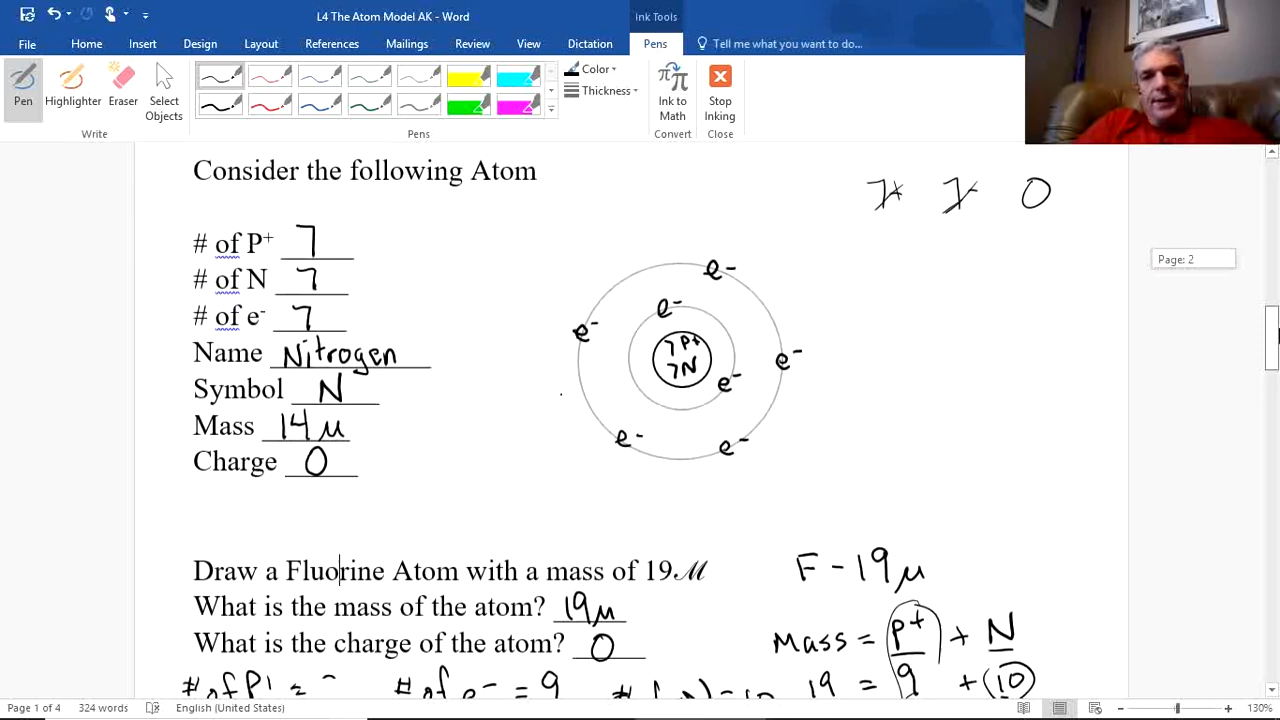 L4 The Atom Model AK - Word
Ink Tools
File Home Insert Design Layout References Mailings Review View Dictation Pens Tell me what you want to do...
Pen Highlighter Eraser Select Objects
Color
Thickness
Ink to Math
Stop Inking
Write Pens Convert Close
Consider the following Atom
7 7 0
# of P+ 7
# of N 7
# of e- 7
Name Nitrogen
Symbol N
Mass 14 μ
Charge 0
e-
e-
e-
7 P+
7 N
e-
e-
e-
e-
Page: 2
Draw a Fluorine Atom with a mass of 19ℳ
F - 19 μ
What is the mass of the atom? 19 μ
What is the charge of the atom? 0
Mass = P+ + N
# of e- = 9
19 = 9 + 10
Page 1 of 4 324 words English (United States) 130%